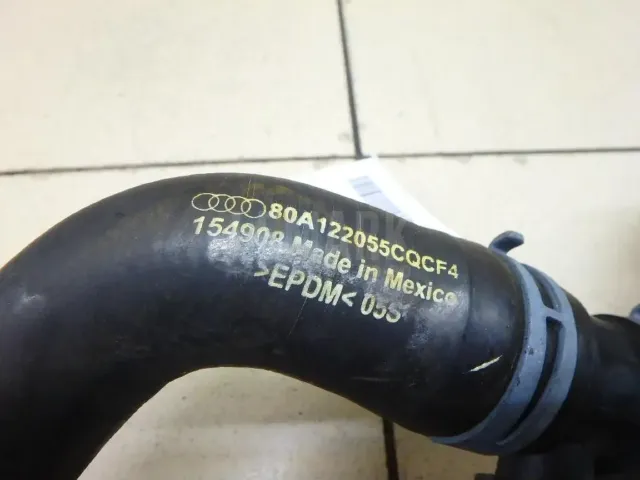 80A122055CQCF4
154908 Made in Mexico
>EPDM< 05S